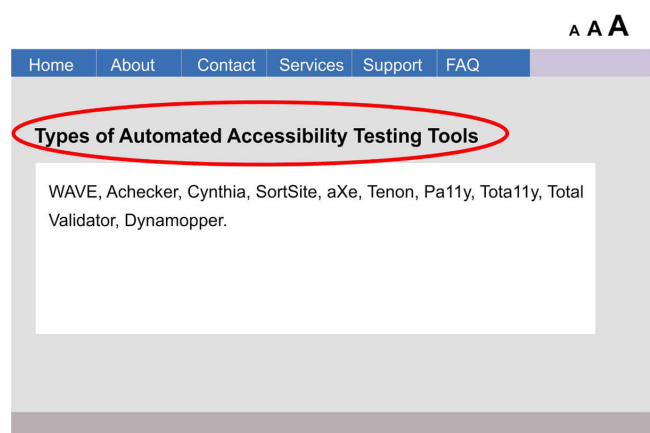 A A A
Home About Contact Services Support FAQ
Types of Automated Accessibility Testing Tools
WAVE, Achecker, Cynthia, SortSite, aXe, Tenon, Pa11y, Tota11y, Total
Validator, Dynamopper.